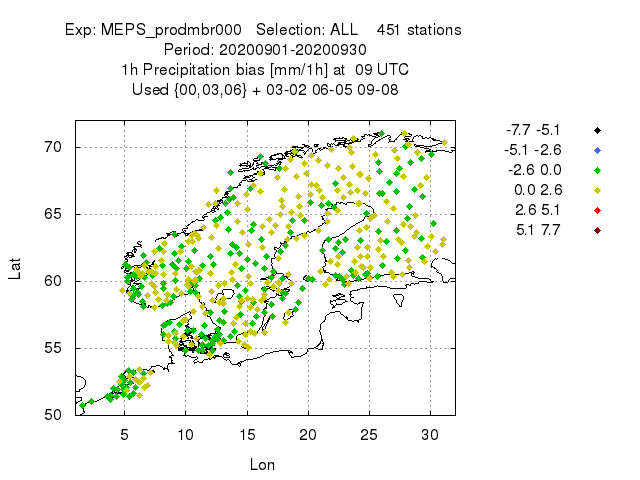 Exp: MEPS_prodmbr000 Selection: ALL 451 stations
Period: 20200901-20200930
1h Precipitation bias [mm/1h] at 09 UTC
Used {00,03,06} + 03-02 06-05 09-08
-7.7 -5.1
-5.1 -2.6
-2.6 0.0
0.0 2.6
2.6 5.1
5.1 7.7
70
65
60
55
50
Lat
5 10 15 20 25 30
Lon